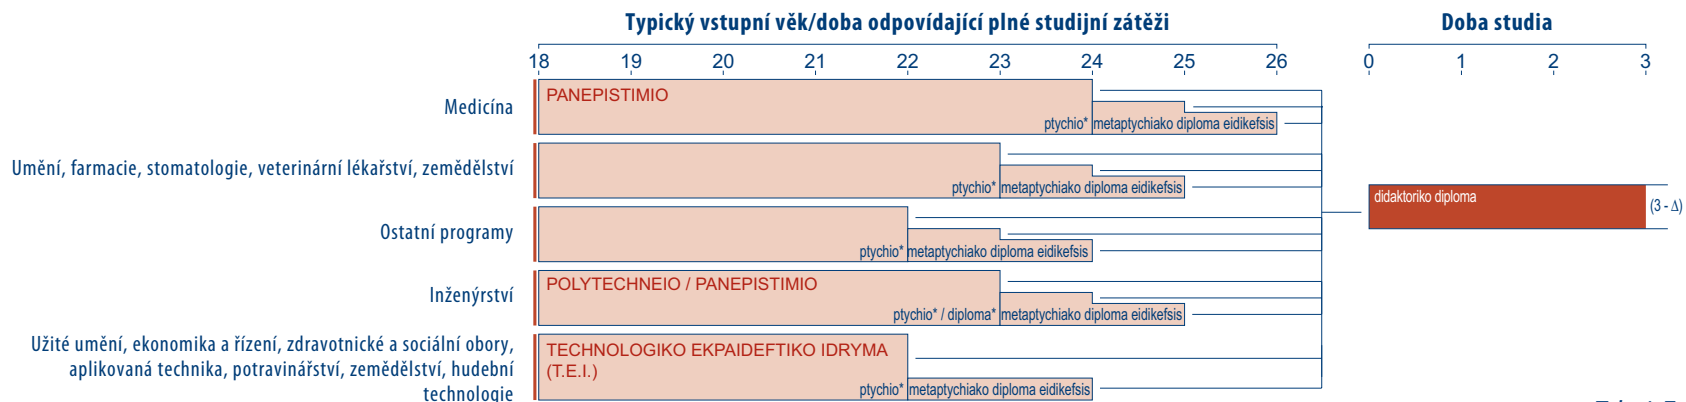 Typický vstupní věk/doba odpovídající plné studijní zátěži
Doba studia
18 19 20 21 22 23 24 25 26
0 1 2 3
Medicína
PANEPISTIMIO
ptychio* metaptychiako diploma eidikefsis
Umění, farmacie, stomatologie, veterinární lékařství, zemědělství
ptychio* metaptychiako diploma eidikefsis
didaktoriko diploma
(3 - Δ)
Ostatní programy
ptychio* metaptychiako diploma eidikefsis
Inženýrství
POLYTECHNEIO / PANEPISTIMIO
ptychio* / diploma* metaptychiako diploma eidikefsis
Užité umění, ekonomika a řízení, zdravotnické a sociální obory,
aplikovaná technika, potravinářství, zemědělství, hudební
technologie
TECHNOLOGIKO EKPAIDEFTIKO IDRYMA
(T.E.I.)
ptychio* metaptychiako diploma eidikefsis